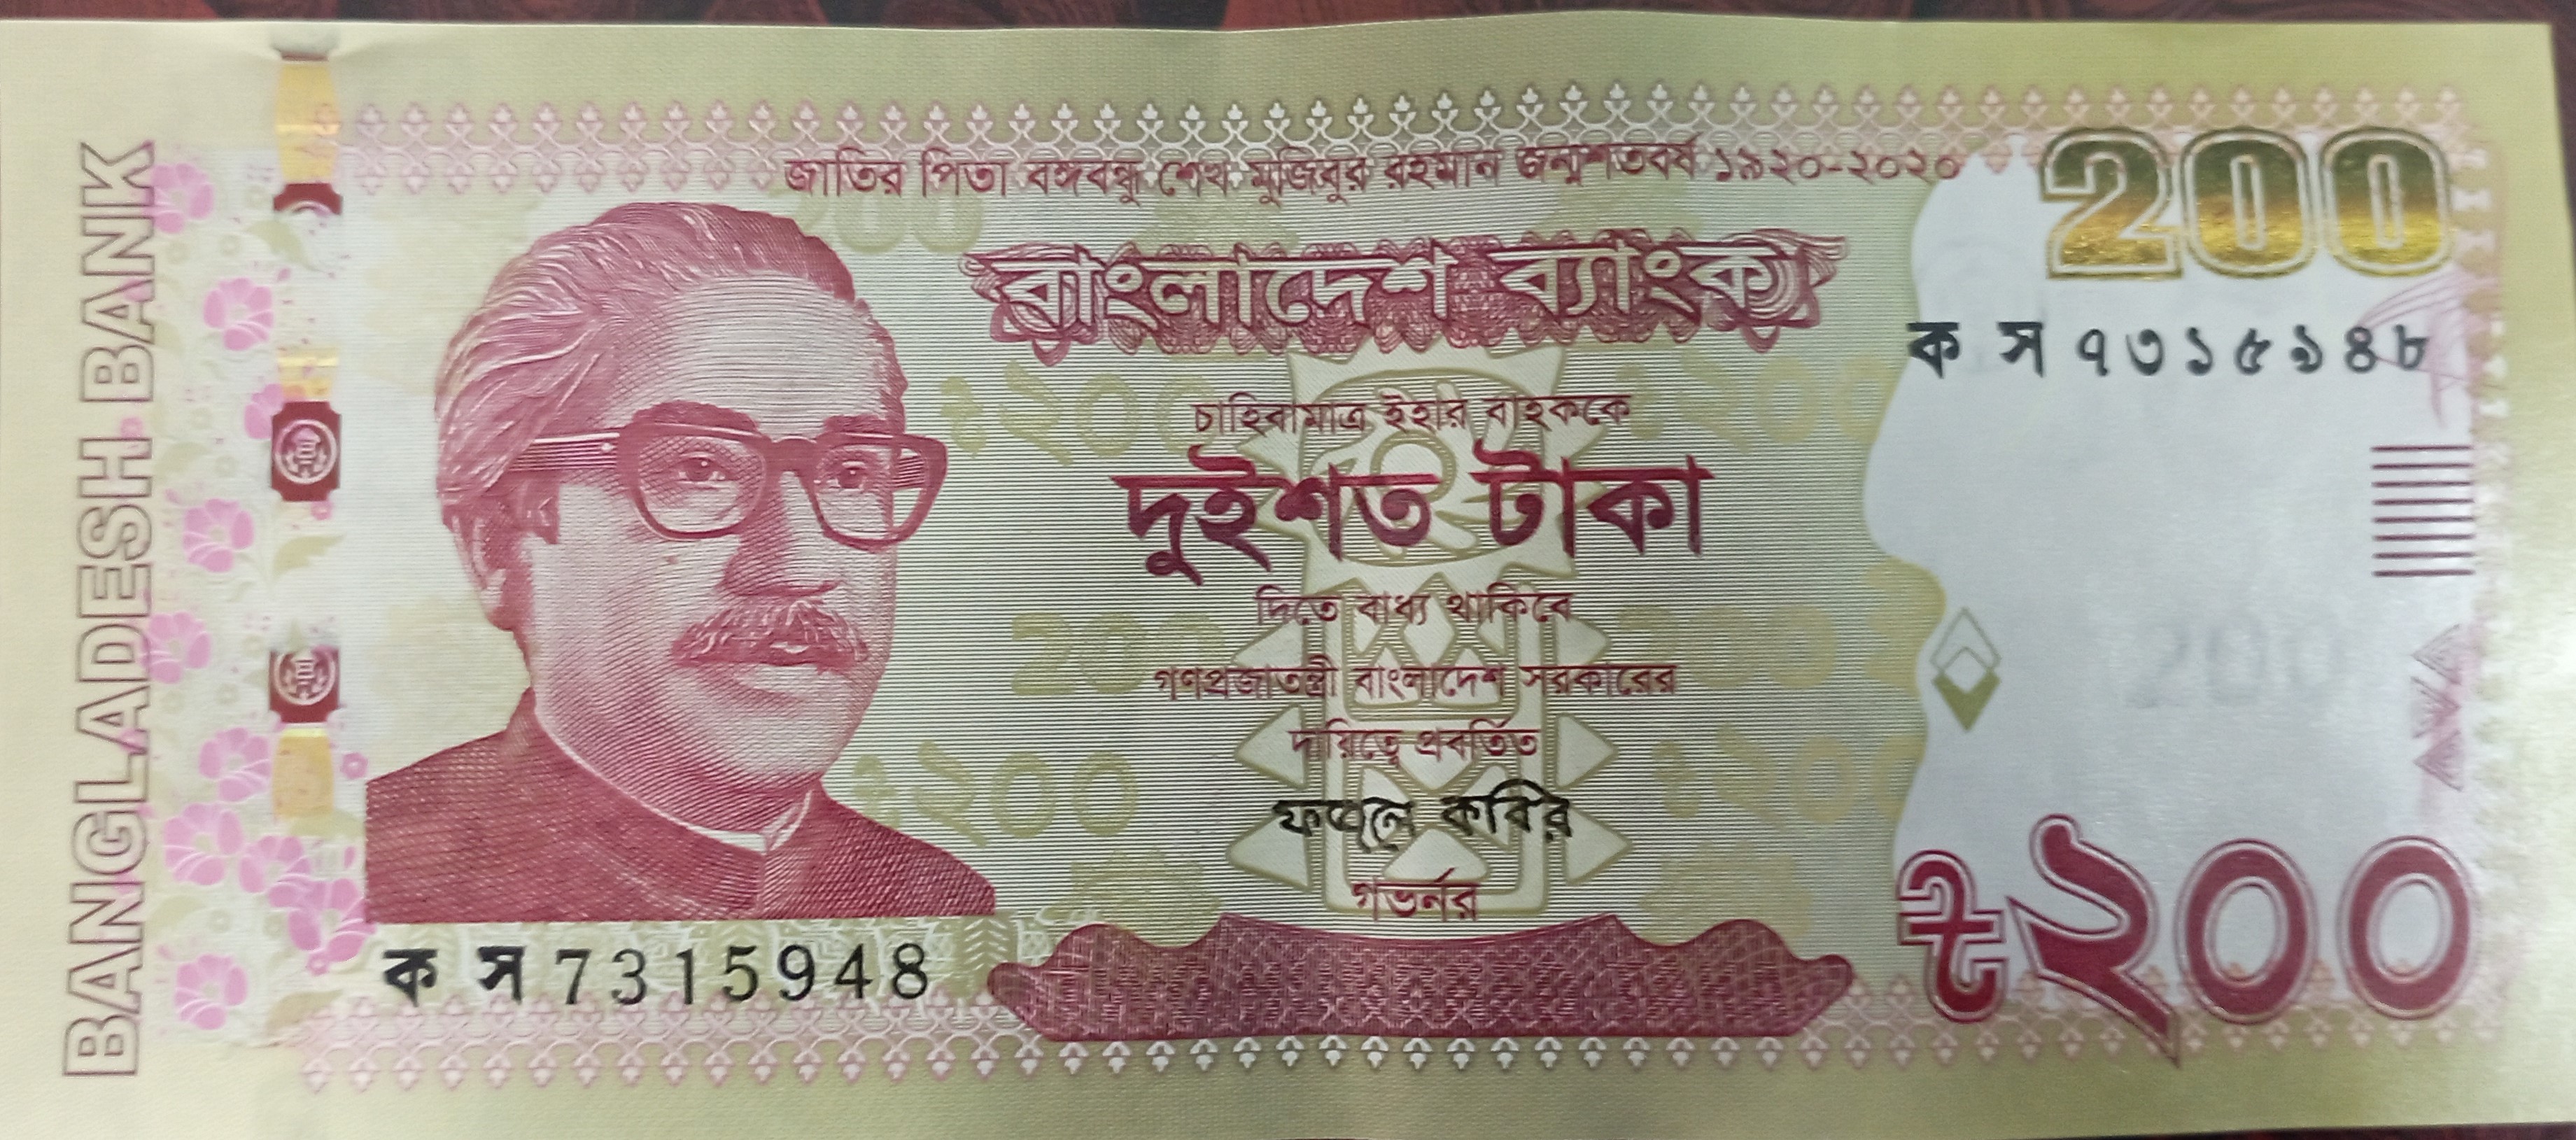 BANGLADESH BANK
জাতির পিতা বঙ্গবন্ধু শেখ মুজিবুর রহমান জন্মশতবর্ষ ১৯২০-২০২০
200
বাংলাদেশ ব্যাংক
ক স ৭৩১৫৯৪৮
চাহিবামাত্র ইহার বাহককে
দুইশত টাকা
দিতে বাধ্য থাকিবে
গণপ্রজাতন্ত্রী বাংলাদেশ সরকারের
দায়িত্বে প্রবর্তিত
ফজলে কবির
গভর্নর
ক স 7315948
৳২০০